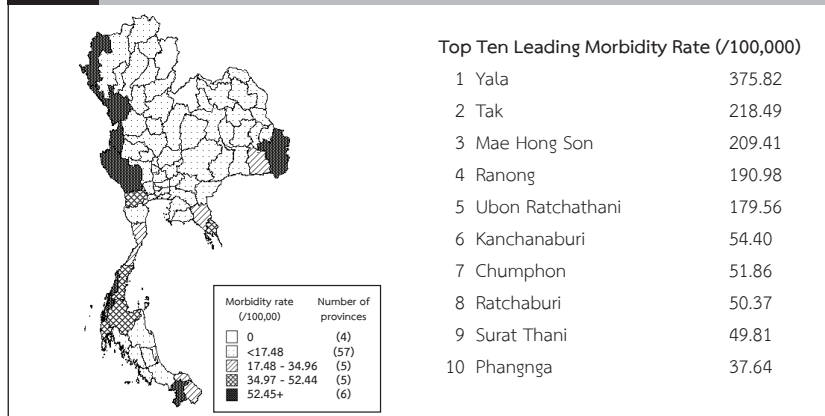 Top Ten Leading Morbidity Rate (/100,000)
1 Yala 375.82
2 Tak 218.49
3 Mae Hong Son 209.41
4 Ranong 190.98
5 Ubon Ratchathani 179.56
6 Kanchanaburi 54.40
7 Chumphon 51.86
8 Ratchaburi 50.37
9 Surat Thani 49.81
10 Phangnga 37.64
Morbidity rate Number of
(/100,00) provinces
0 (4)
<17.48 (57)
17.48 - 34.96 (5)
34.97 - 52.44 (5)
52.45+ (6)